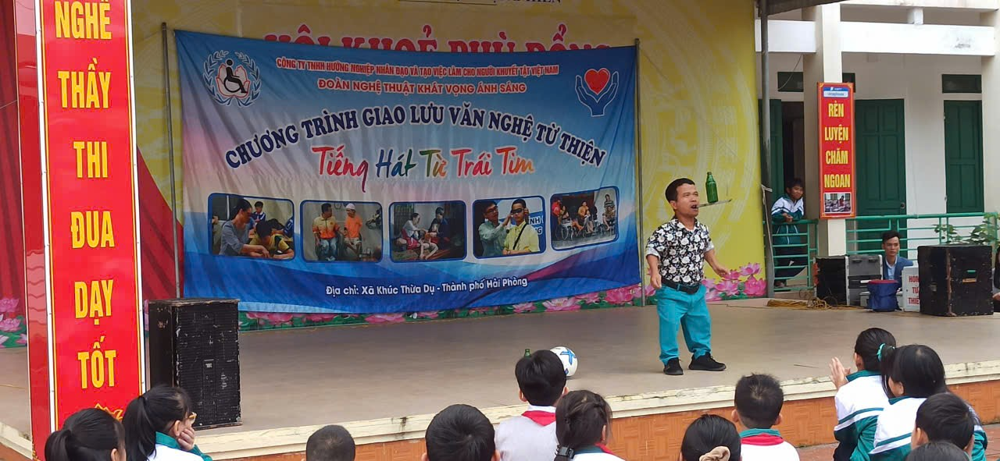 HỘI KHOẺ PHÙ ĐỔNG
CÔNG TY TNHH HƯỚNG NGHIỆP NHÂN ĐẠO VÀ TẠO VIỆC LÀM CHO NGƯỜI KHUYẾT TẬT VIỆT NAM
ĐOÀN NGHỆ THUẬT KHÁT VỌNG ÁNH SÁNG
CHƯƠNG TRÌNH GIAO LƯU VĂN NGHỆ TỪ THIỆN
Tiếng Hát Từ Trái Tim
Địa chỉ: Xã Khúc Thừa Dụ - Thành phố Hải Phòng
NGHỀ
THẦY
THI
ĐUA
DẠY
TỐT
RÈN
LUYỆN
CHĂM
NGOAN
HÒM
TỪ
THIỆ